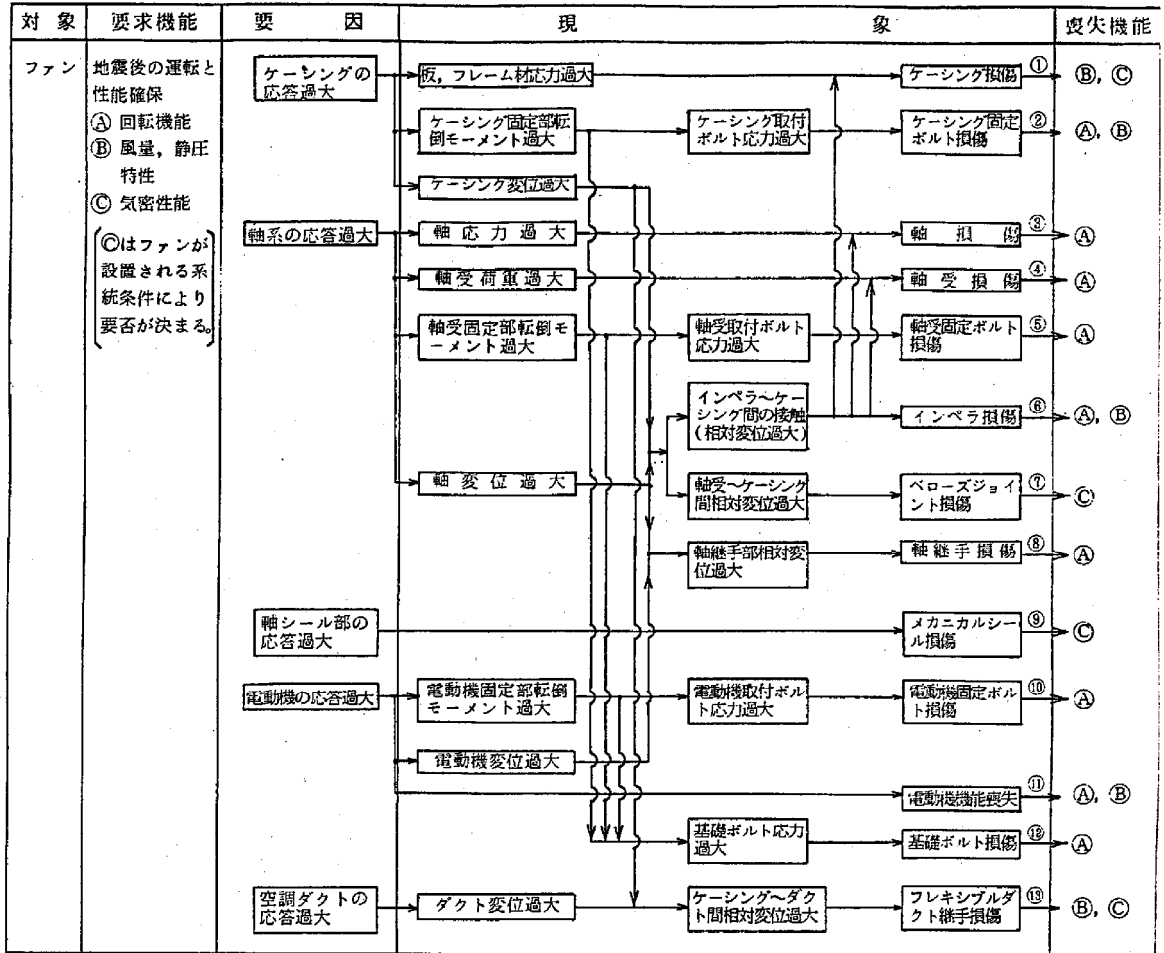 対象
要求機能
要因
現象
喪失機能
ファン
地震後の運転と
性能確保
Ⓐ 回転機能
Ⓑ 風量，静圧
特性
Ⓒ 気密性能
Ⓒはファンが
設置される系
統条件により
要否が決まる。
ケーシングの
応答過大
板，フレーム材応力過大
ケーシング損傷
①
Ⓑ, Ⓒ
ケーシング固定部転
倒モーメント過大
ケーシング取付
ボルト応力過大
ケーシング固定
ボルト損傷
②
Ⓐ, Ⓑ
ケーシング変位過大
軸系の応答過大
軸応力過大
軸損傷
③
Ⓐ
軸受荷重過大
軸受損傷
④
Ⓐ
軸受固定部転倒モ
ーメント過大
軸受取付ボルト
応力過大
軸受固定ボルト
損傷
⑤
Ⓐ
インペラ～ケー
シング間の接触
(相対変位過大)
インペラ損傷
⑥
Ⓐ, Ⓑ
軸変位過大
軸受～ケーシング
間相対変位過大
ベローズジョイ
ント損傷
⑦
Ⓒ
軸継手部相対変
位過大
軸継手損傷
⑧
Ⓐ
軸シール部の
応答過大
メカニカルシー
ル損傷
⑨
Ⓒ
電動機の応答過大
電動機固定部転倒
モーメント過大
電動機取付ボル
ト応力過大
電動機固定ボル
ト損傷
⑩
Ⓐ
電動機変位過大
電動機機能喪失
⑪
Ⓐ, Ⓑ
基礎ボルト応力
過大
基礎ボルト損傷
⑫
Ⓐ
空調ダクトの
応答過大
ダクト変位過大
ケーシング～ダク
ト間相対変位過大
フレキシブルダ
クト継手損傷
⑬
Ⓑ, Ⓒ